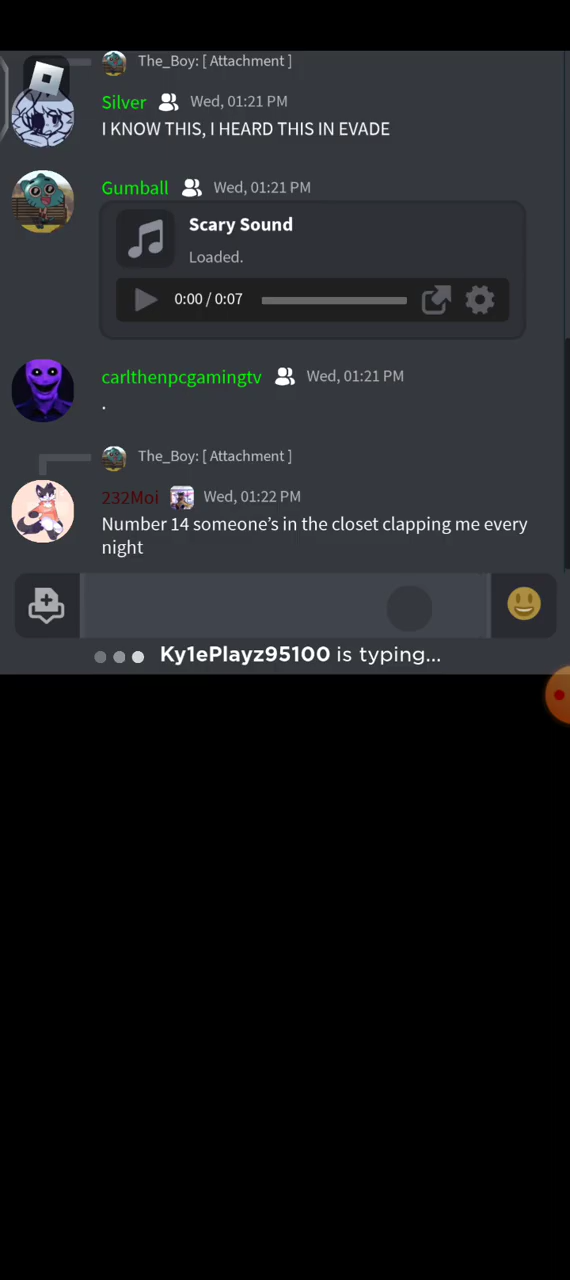 The_Boy: [ Attachment ]
Silver Wed, 01:21 PM
I KNOW THIS, I HEARD THIS IN EVADE
Gumball Wed, 01:21 PM
Scary Sound
Loaded.
0:00 / 0:07
carlthenpcgamingtv Wed, 01:21 PM
.
The_Boy: [ Attachment ]
232Moi Wed, 01:22 PM
Number 14 someone’s in the closet clapping me every
night
Ky1ePlayz95100 is typing...